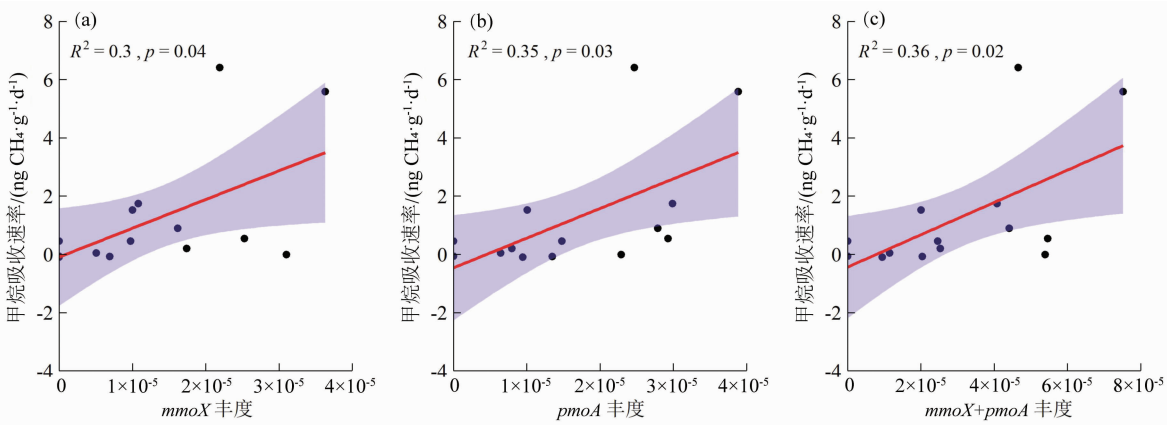 (a)
R² = 0.3 , p = 0.04
甲烷吸收速率/(ng CH₄·g⁻¹·d⁻¹)
8
6
4
2
0
-2
-4
0 1×10⁻⁵ 2×10⁻⁵ 3×10⁻⁵ 4×10⁻⁵
mmoX 丰度
(b)
R² = 0.35 , p = 0.03
甲烷吸收速率/(ng CH₄·g⁻¹·d⁻¹)
8
6
4
2
0
-2
-4
0 1×10⁻⁵ 2×10⁻⁵ 3×10⁻⁵ 4×10⁻⁵
pmoA 丰度
(c)
R² = 0.36 , p = 0.02
甲烷吸收速率/(ng CH₄·g⁻¹·d⁻¹)
8
6
4
2
0
-2
-4
0 2×10⁻⁵ 4×10⁻⁵ 6×10⁻⁵ 8×10⁻⁵
mmoX+pmoA 丰度